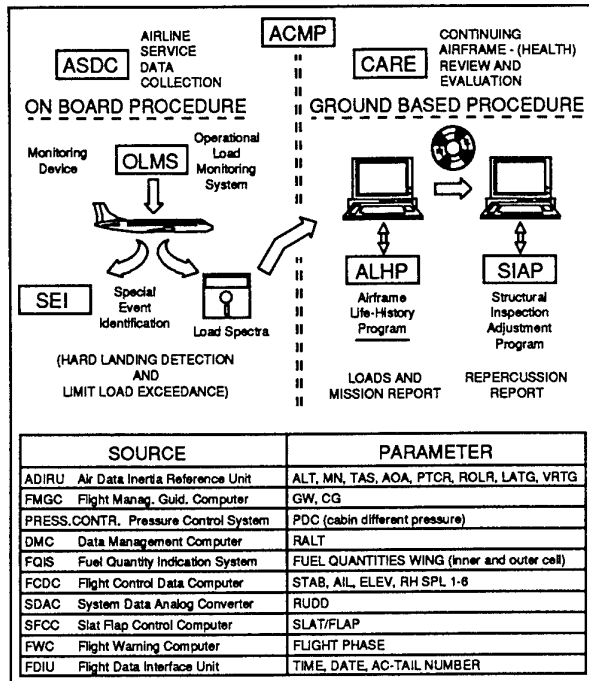 ACMP
ASDC
AIRLINE
SERVICE
DATA
COLLECTION
CARE
CONTINUING
AIRFRAME - (HEALTH)
REVIEW AND
EVALUATION
ON BOARD PROCEDURE
GROUND BASED PROCEDURE
Monitoring
Device
OLMS
Operational
Load
Monitoring
System
SEI
Special
Event
Identification
Load Spectra
(HARD LANDING DETECTION
AND
LIMIT LOAD EXCEEDANCE)
ALHP
Airframe
Life-History
Program
LOADS AND
MISSION REPORT
SIAP
Structural
Inspection
Adjustment
Program
REPERCUSSION
REPORT
SOURCE PARAMETER
ADIRU Air Data Inertia Reference Unit ALT, MN, TAS, AOA, PTCR, ROLR, LATG, VRTG
FMGC Flight Manag. Guid. Computer GW, CG
PRESS.CONTR. Pressure Control System PDC (cabin different pressure)
DMC Data Management Computer RALT
FQIS Fuel Quantity Indication System FUEL QUANTITIES WING (inner and outer cell)
FCDC Flight Control Data Computer STAB, AIL, ELEV, RH SPL 1-6
SDAC System Data Analog Converter RUDD
SFCC Slat Flap Control Computer SLAT/FLAP
FWC Flight Warning Computer FLIGHT PHASE
FDIU Flight Data Interface Unit TIME, DATE, AC-TAIL NUMBER